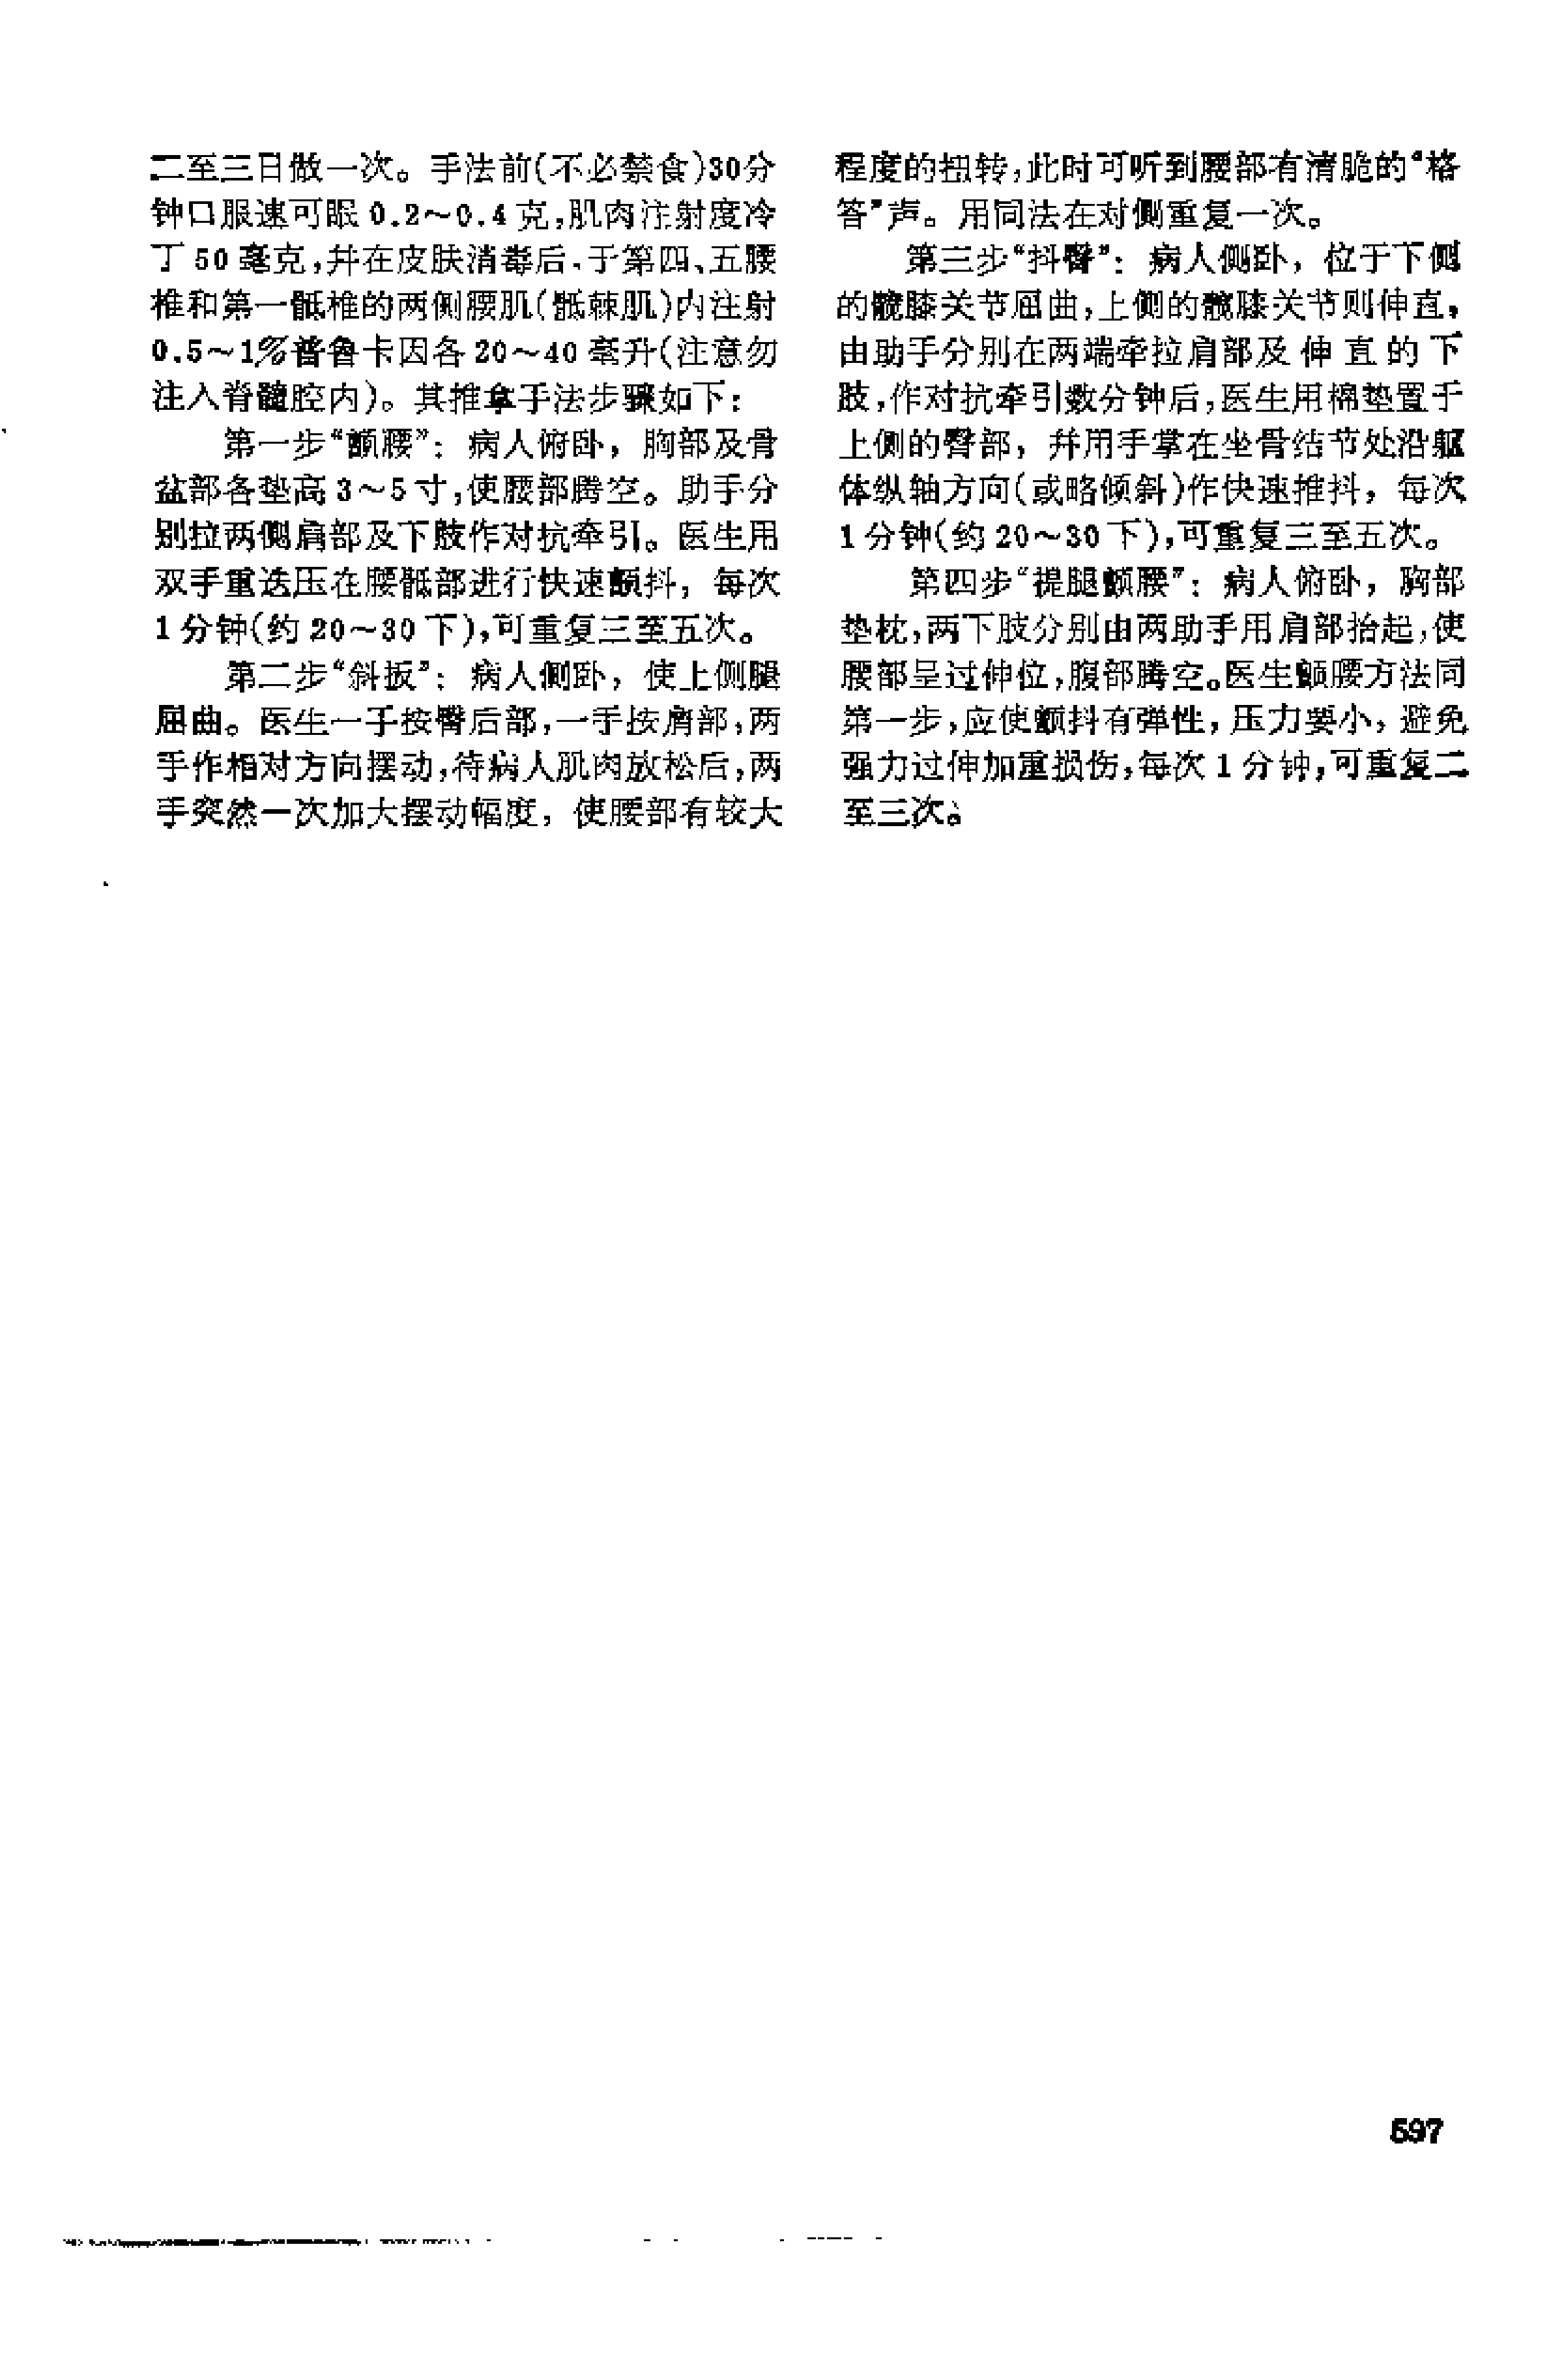 二至三日做一次。手法前(不必禁食)30分
钟口服速可眠 0.2～0.4 克,肌肉注射度冷
丁 50 毫克,并在皮肤消毒后,于第四、五腰
椎和第一骶椎的两侧腰肌(骶棘肌)内注射
0.5～1%普鲁卡因各 20～40 毫升(注意勿
注入脊髓腔内)。其推拿手法步骤如下：
第一步“颤腰”：病人俯卧，胸部及骨
盆部各垫高 3～5 寸,使腰部腾空。助手分
别拉两侧肩部及下肢作对抗牵引。医生用
双手重迭压在腰骶部进行快速颤抖，每次
1 分钟(约 20～30 下),可重复三至五次。
第二步“斜扳”：病人侧卧，使上侧腿
屈曲。医生一手按臀后部,一手按肩部,两
手作相对方向摆动,待病人肌肉放松后,两
手突然一次加大摆动幅度，使腰部有较大
程度的扭转,此时可听到腰部有清脆的“格
答”声。用同法在对侧重复一次。
第三步“抖臀”：病人侧卧，位于下侧
的髋膝关节屈曲,上侧的髋膝关节则伸直，
由助手分别在两端牵拉肩部及伸直的下
肢,作对抗牵引数分钟后,医生用棉垫置于
上侧的臀部，并用手掌在坐骨结节处沿躯
体纵轴方向(或略倾斜)作快速推抖，每次
1 分钟(约 20～30 下),可重复三至五次。
第四步“提腿颤腰”：病人俯卧，胸部
垫枕,两下肢分别由两助手用肩部抬起,使
腰部呈过伸位,腹部腾空。医生颤腰方法同
第一步,应使颤抖有弹性，压力要小，避免
强力过伸加重损伤,每次 1 分钟,可重复二
至三次。
597